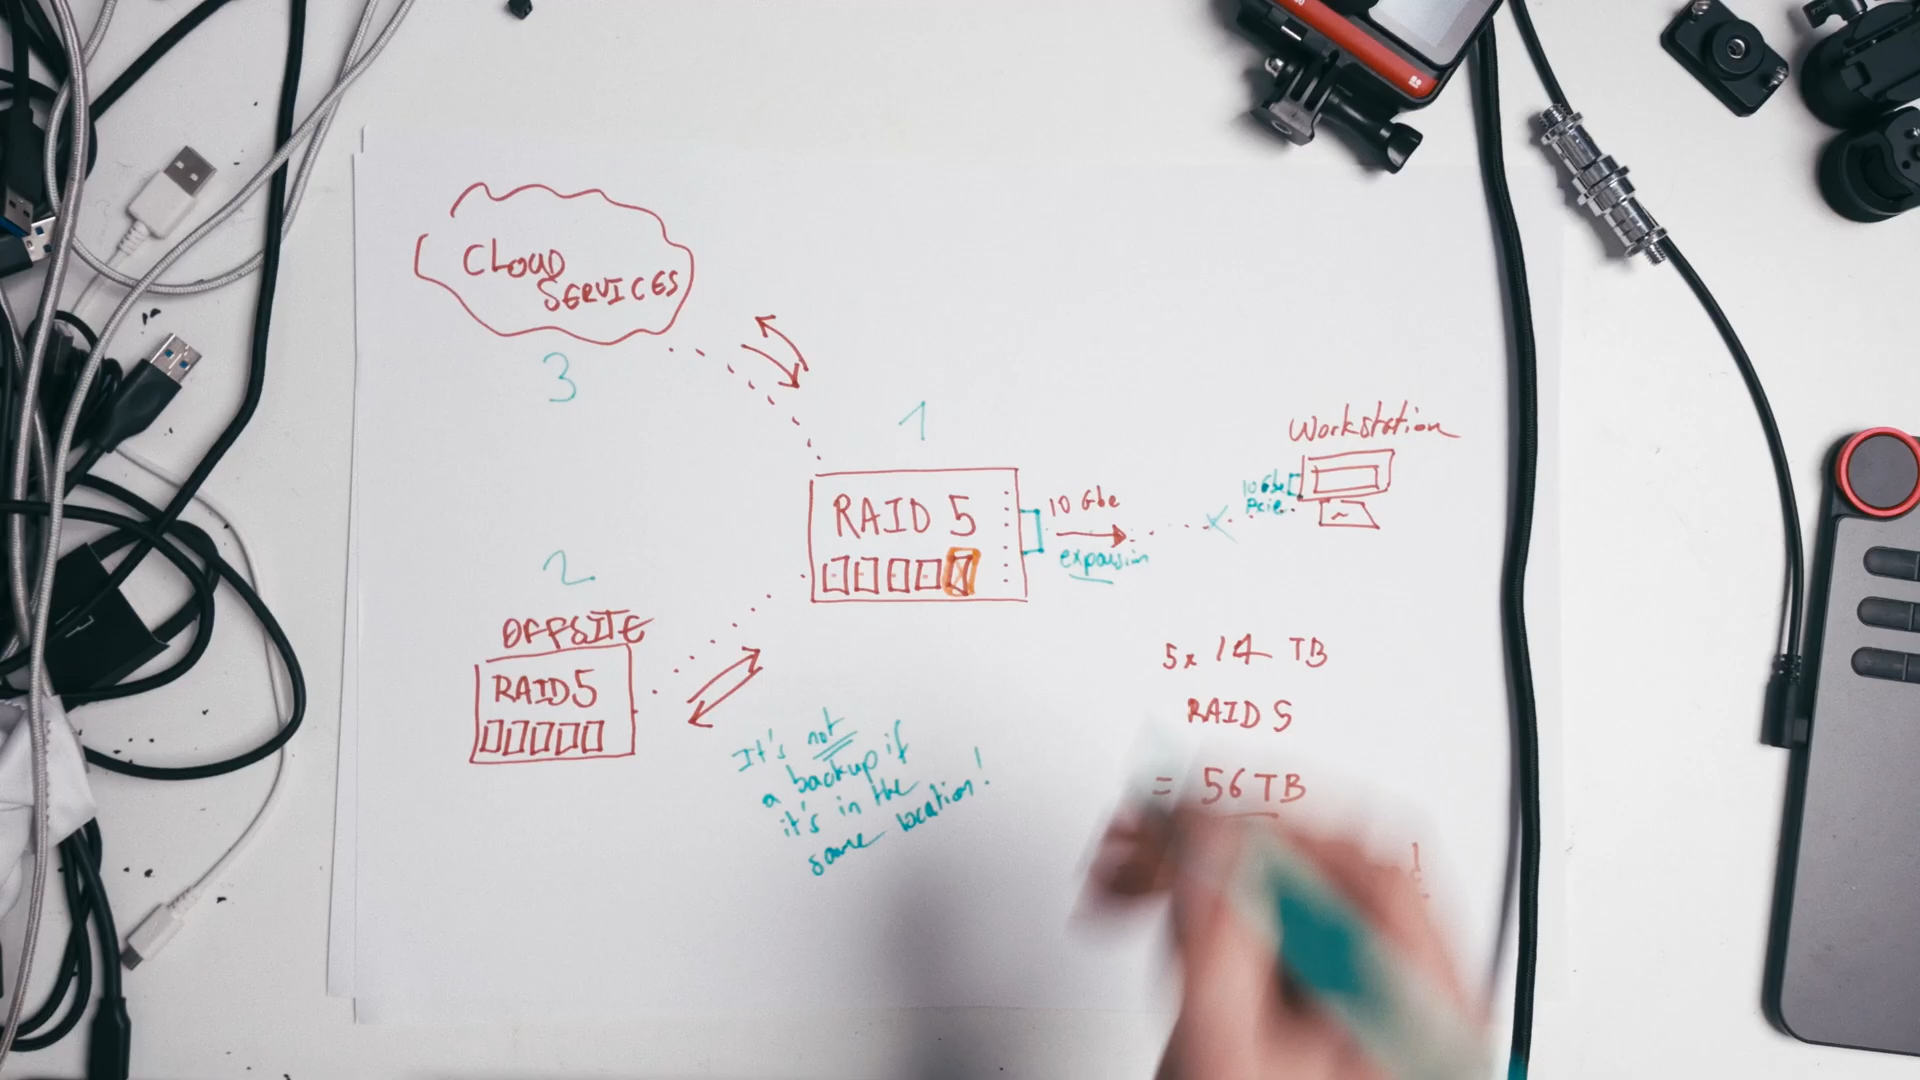 CLOUD
SERVICES
3
1
Workstation
RAID 5
10 Gbe
expansion
10 Gbe
Pcie
2
OFFSITE
RAID5
It's not
a backup if
it's in the
same location!
5x 14 TB
RAID 5
= 56TB